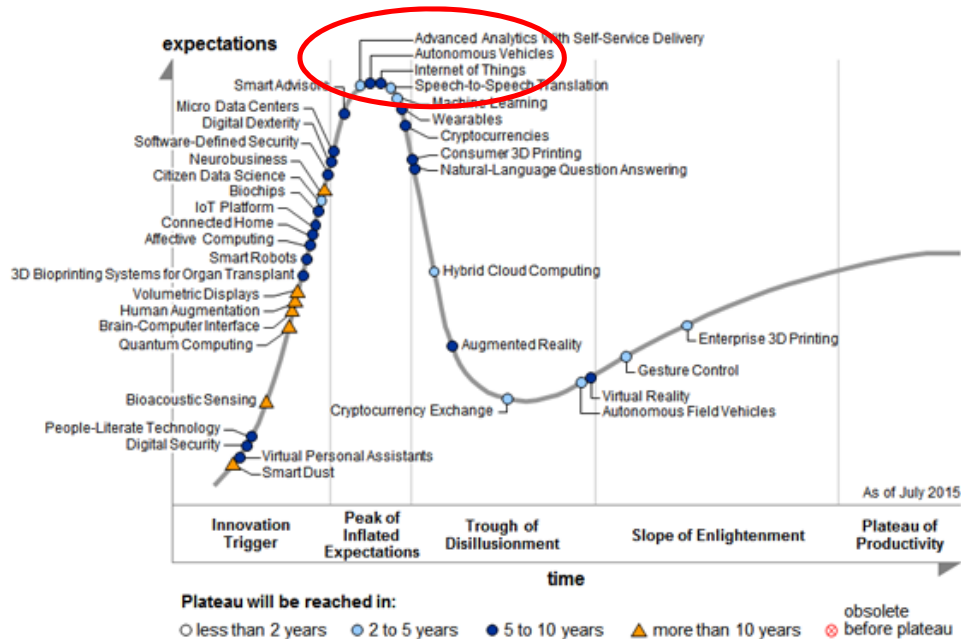 expectations
Advanced Analytics With Self-Service Delivery
Autonomous Vehicles
Internet of Things
Speech-to-Speech Translation
Machine Learning
Wearables
Cryptocurrencies
Consumer 3D Printing
Natural-Language Question Answering
Smart Advisors
Micro Data Centers
Digital Dexterity
Software-Defined Security
Neurobusiness
Citizen Data Science
Biochips
IoT Platform
Connected Home
Affective Computing
Smart Robots
3D Bioprinting Systems for Organ Transplant
Volumetric Displays
Human Augmentation
Brain-Computer Interface
Quantum Computing
Bioacoustic Sensing
People-Literate Technology
Digital Security
Virtual Personal Assistants
Smart Dust
Hybrid Cloud Computing
Augmented Reality
Cryptocurrency Exchange
Enterprise 3D Printing
Gesture Control
Virtual Reality
Autonomous Field Vehicles
As of July 2015
Innovation
Trigger
Peak of
Inflated
Expectations
Trough of
Disillusionment
Slope of Enlightenment
Plateau of
Productivity
time
Plateau will be reached in:
less than 2 years
2 to 5 years
5 to 10 years
more than 10 years
obsolete
before plateau